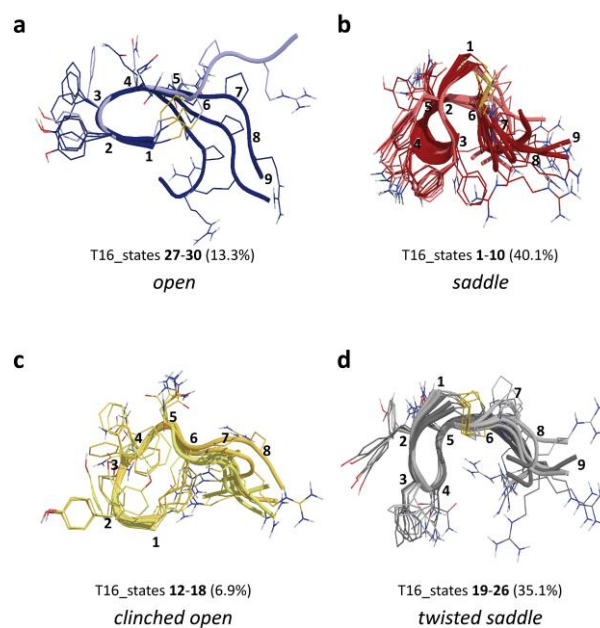 a
3
4
5
6
7
8
9
2
1
T16_states 27-30 (13.3%)
open
b
1
5
2
6
7
4
3
8
9
T16_states 1-10 (40.1%)
saddle
c
5
4
6
7
8
3
2
1
T16_states 12-18 (6.9%)
clinched open
d
1
7
2
5
6
8
9
3
4
T16_states 19-26 (35.1%)
twisted saddle